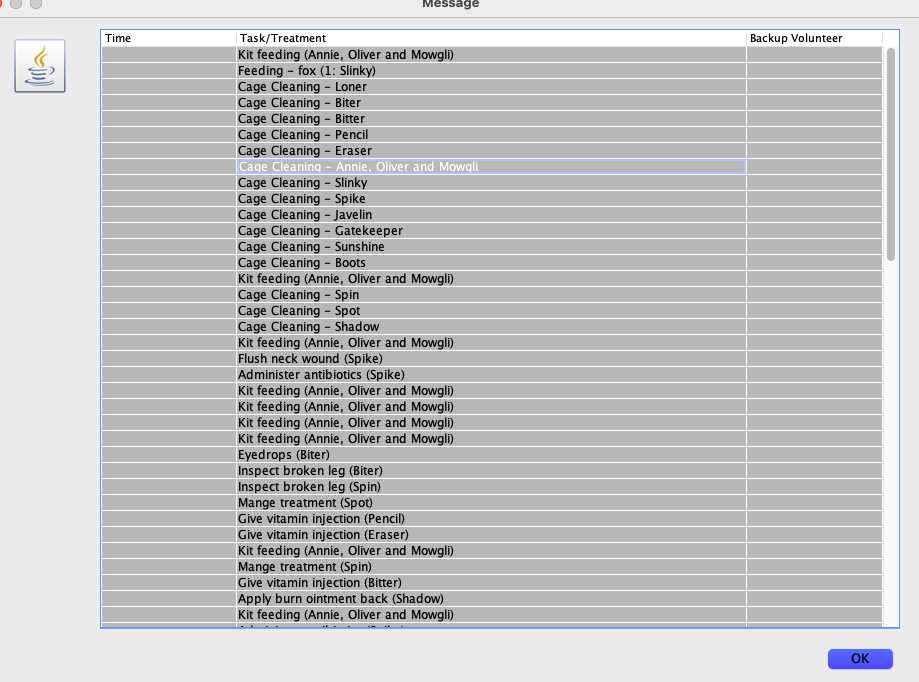 Message
Time Task/Treatment Backup Volunteer
Kit feeding (Annie, Oliver and Mowgli)
Feeding - fox (1: Slinky)
Cage Cleaning - Loner
Cage Cleaning - Biter
Cage Cleaning - Bitter
Cage Cleaning - Pencil
Cage Cleaning - Eraser
Cage Cleaning - Annie, Oliver and Mowgli
Cage Cleaning - Slinky
Cage Cleaning - Spike
Cage Cleaning - Javelin
Cage Cleaning - Gatekeeper
Cage Cleaning - Sunshine
Cage Cleaning - Boots
Kit feeding (Annie, Oliver and Mowgli)
Cage Cleaning - Spin
Cage Cleaning - Spot
Cage Cleaning - Shadow
Kit feeding (Annie, Oliver and Mowgli)
Flush neck wound (Spike)
Administer antibiotics (Spike)
Kit feeding (Annie, Oliver and Mowgli)
Kit feeding (Annie, Oliver and Mowgli)
Kit feeding (Annie, Oliver and Mowgli)
Kit feeding (Annie, Oliver and Mowgli)
Eyedrops (Biter)
Inspect broken leg (Biter)
Inspect broken leg (Spin)
Mange treatment (Spot)
Give vitamin injection (Pencil)
Give vitamin injection (Eraser)
Kit feeding (Annie, Oliver and Mowgli)
Mange treatment (Spin)
Give vitamin injection (Bitter)
Apply burn ointment back (Shadow)
Kit feeding (Annie, Oliver and Mowgli)
OK